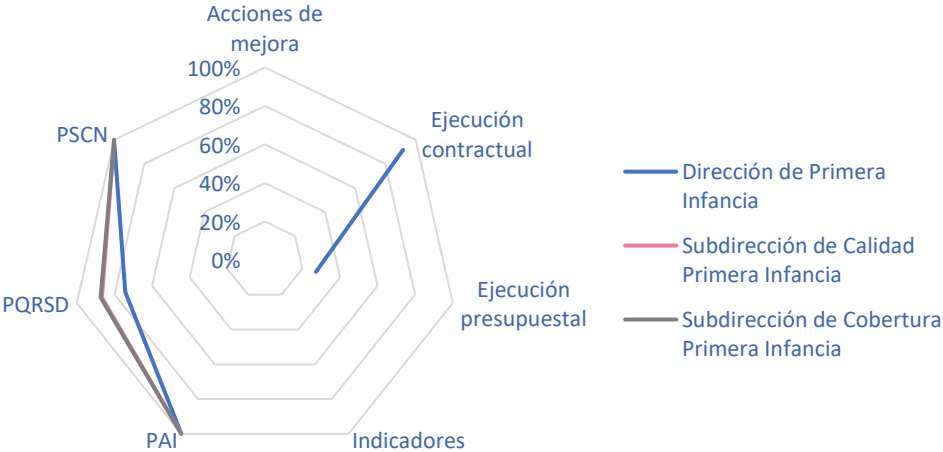 Acciones de
mejora
100%
80%
60%
40%
20%
0%
Ejecución
contractual
Ejecución
presupuestal
Indicadores
PAI
PQRSD
PSCN
Dirección de Primera
Infancia
Subdirección de Calidad
Primera Infancia
Subdirección de Cobertura
Primera Infancia